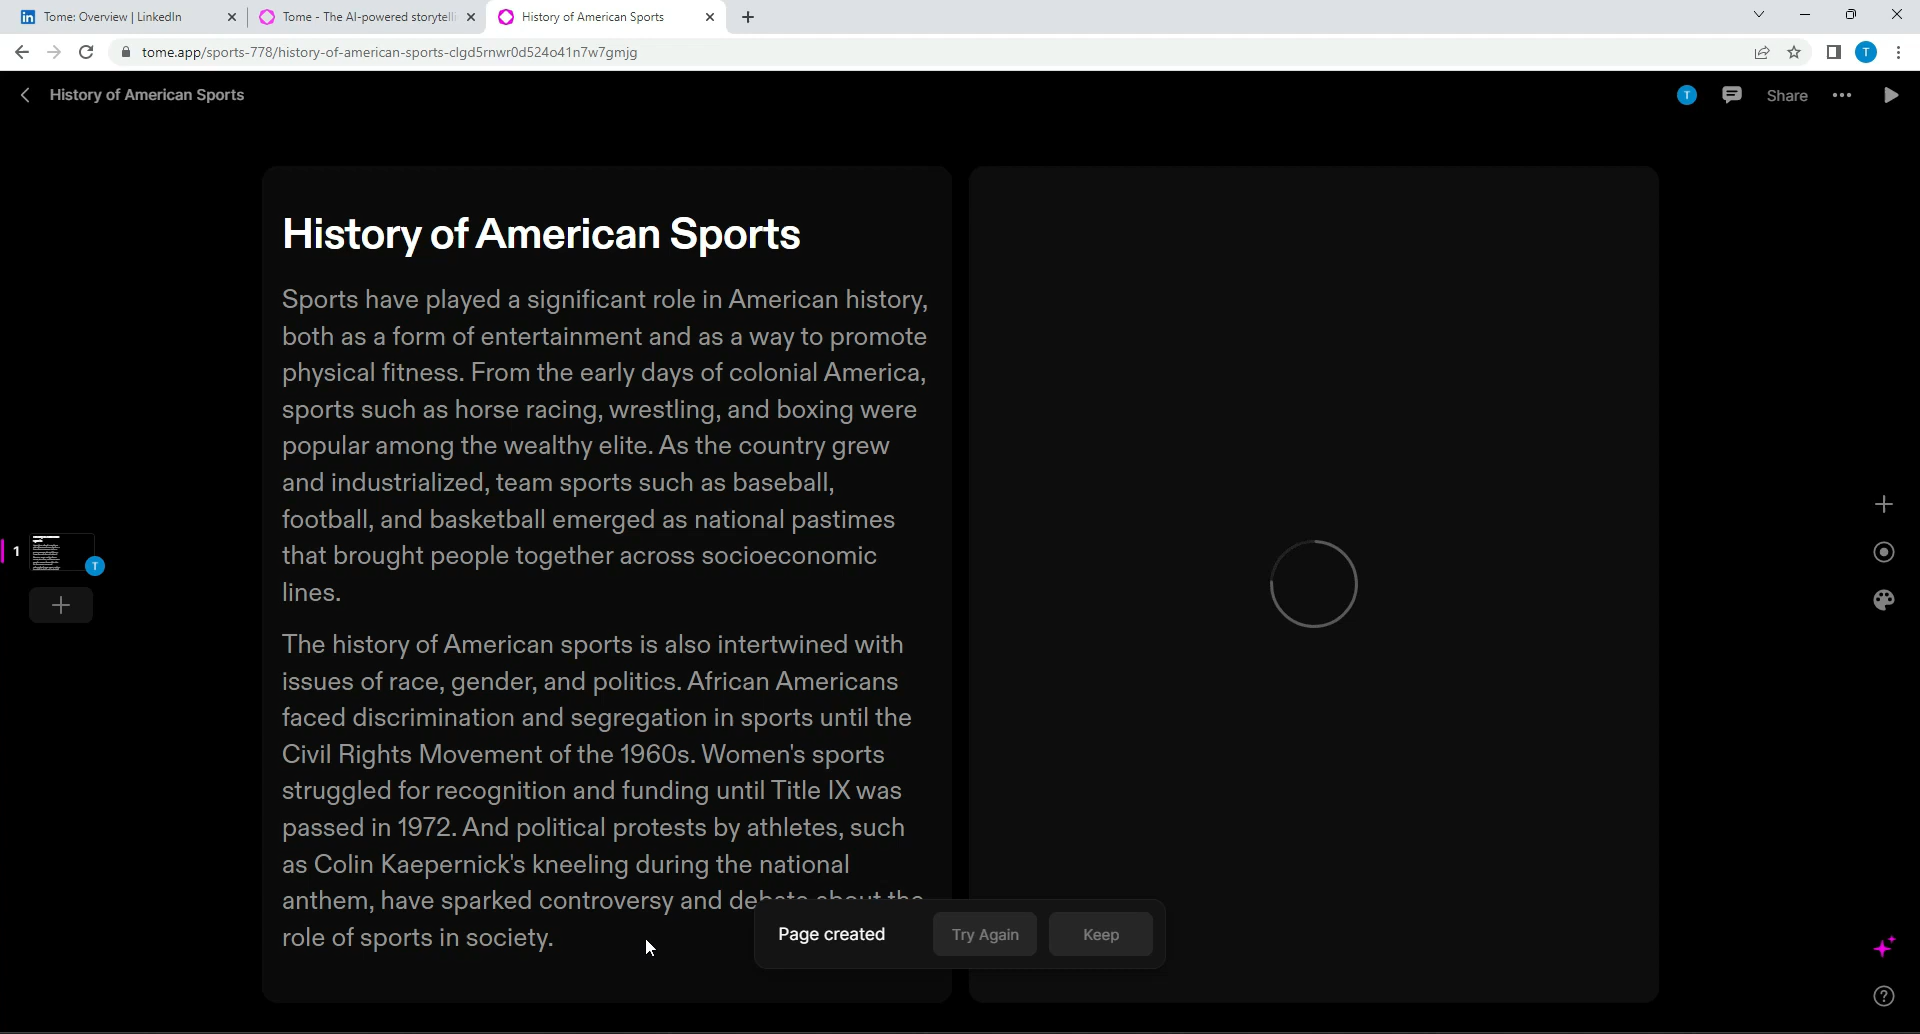 Tome: Overview | LinkedIn
Tome - The AI-powered storytelli
History of American Sports
tome.app/sports-778/history-of-american-sports-clgd5rnwr0d524o41n7w7gmjg
T
History of American Sports
T
Share
History of American Sports
Sports have played a significant role in American history,
both as a form of entertainment and as a way to promote
physical fitness. From the early days of colonial America,
sports such as horse racing, wrestling, and boxing were
popular among the wealthy elite. As the country grew
and industrialized, team sports such as baseball,
football, and basketball emerged as national pastimes
that brought people together across socioeconomic
lines.
1
T
The history of American sports is also intertwined with
issues of race, gender, and politics. African Americans
faced discrimination and segregation in sports until the
Civil Rights Movement of the 1960s. Women's sports
struggled for recognition and funding until Title IX was
passed in 1972. And political protests by athletes, such
as Colin Kaepernick's kneeling during the national
anthem, have sparked controversy and debate about the
role of sports in society.
Page created
Try Again
Keep